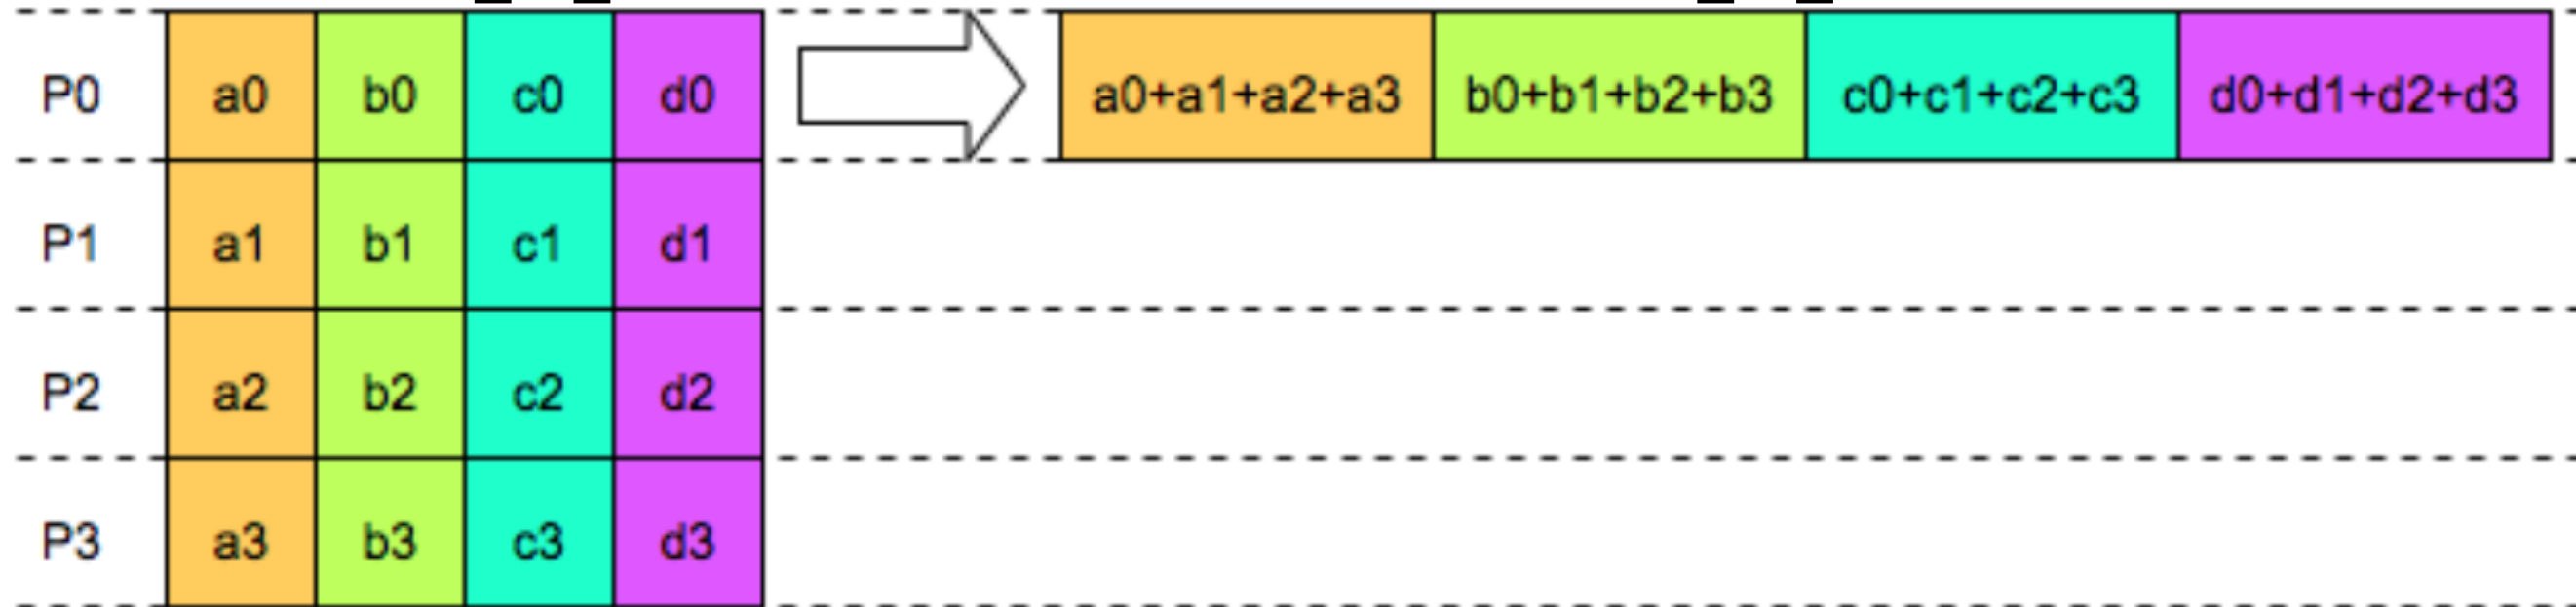 P0 a0 b0 c0 d0 a0+a1+a2+a3 b0+b1+b2+b3 c0+c1+c2+c3 d0+d1+d2+d3
P1 a1 b1 c1 d1
P2 a2 b2 c2 d2
P3 a3 b3 c3 d3